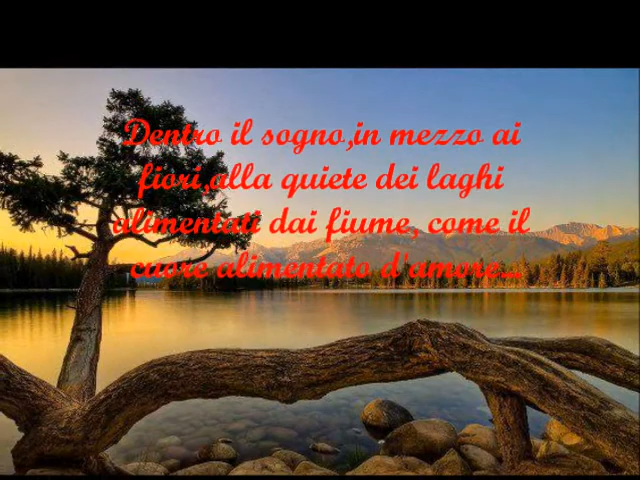 Dentro il sogno,in mezzo ai
fiori,alla quiete dei laghi
alimentati dai fiume, come il
cuore alimentato d'amore...